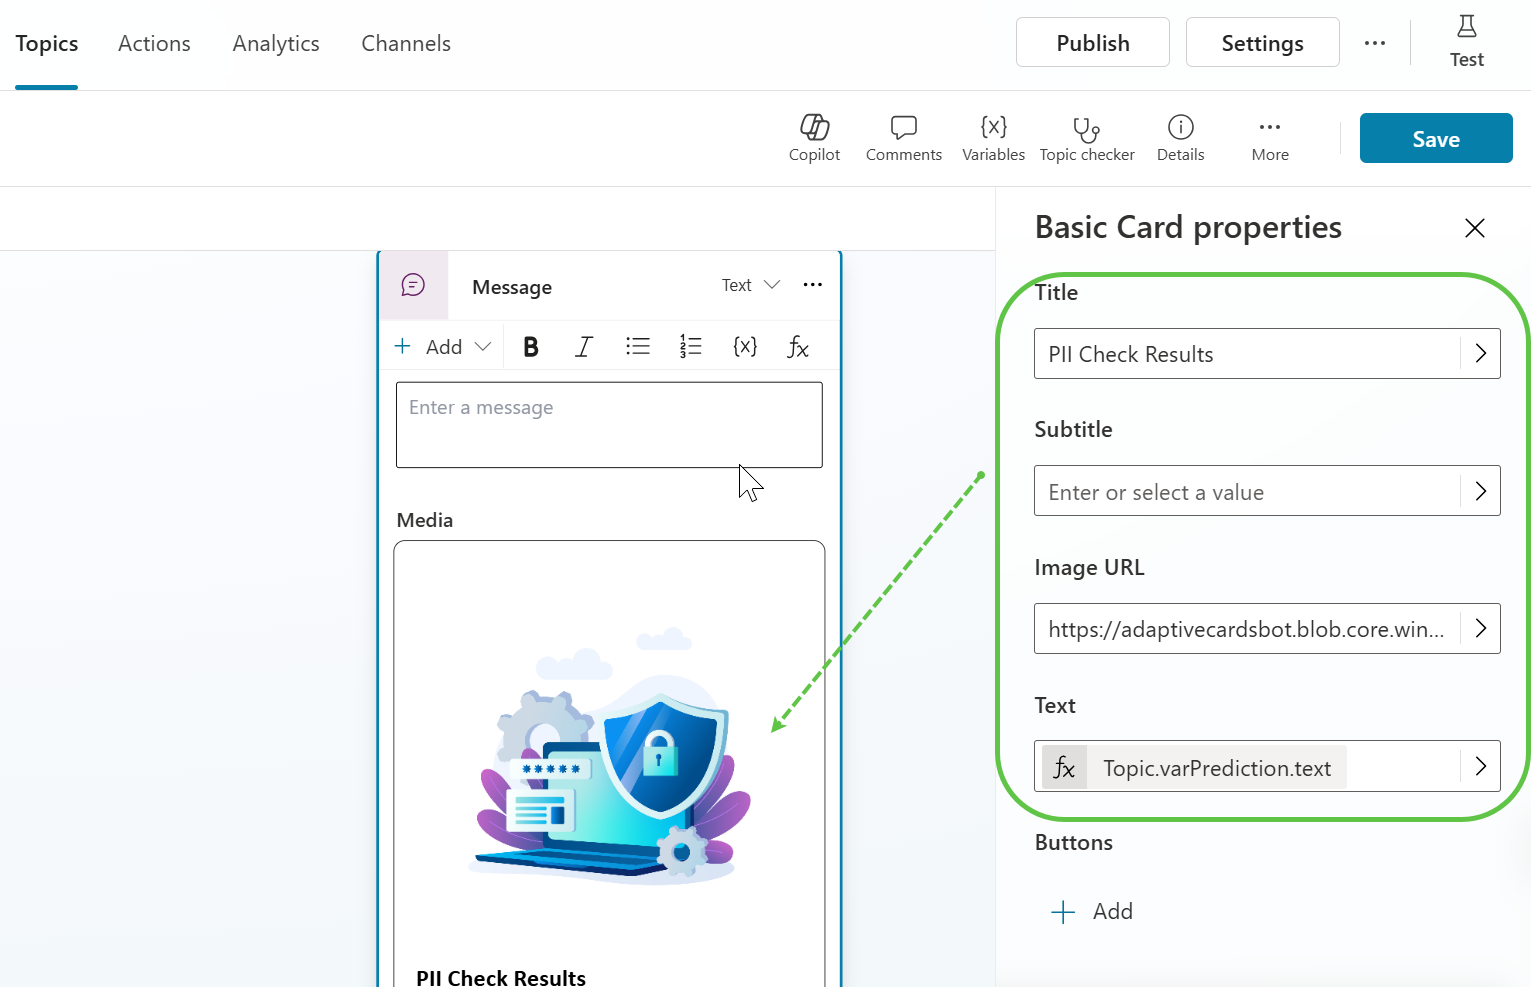 Topics Actions Analytics Channels Publish Settings ... Test
Copilot Comments {x} Variables Topic checker Details ... More Save
Basic Card properties
Message Text ...
+ Add B I {x} fx
Enter a message
Media
PII Check Results
Title
PII Check Results
Subtitle
Enter or select a value
Image URL
https://adaptivecardsbot.blob.core.win...
Text
fx Topic.varPrediction.text
Buttons
+ Add